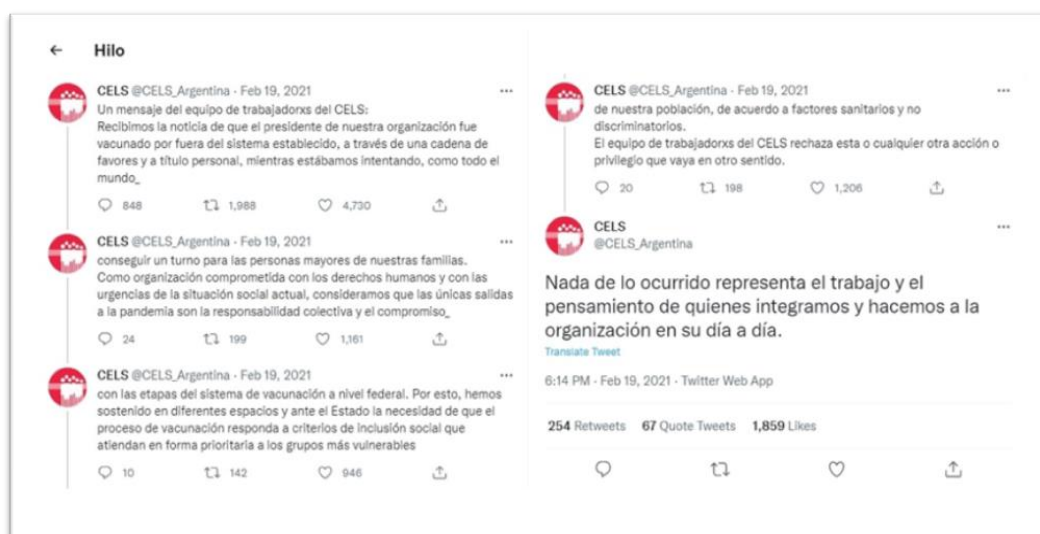 Hilo
CELS @CELS_Argentina · Feb 19, 2021
Un mensaje del equipo de trabajadorxs del CELS:
Recibimos la noticia de que el presidente de nuestra organización fue
vacunado por fuera del sistema establecido, a través de una cadena de
favores y a título personal, mientras estábamos intentando, como todo el
mundo_
848 1,988 4,730
CELS @CELS_Argentina · Feb 19, 2021
conseguir un turno para las personas mayores de nuestras familias.
Como organización comprometida con los derechos humanos y con las
urgencias de la situación social actual, consideramos que las únicas salidas
a la pandemia son la responsabilidad colectiva y el compromiso_
24 199 1,161
CELS @CELS_Argentina · Feb 19, 2021
con las etapas del sistema de vacunación a nivel federal. Por esto, hemos
sostenido en diferentes espacios y ante el Estado la necesidad de que el
proceso de vacunación responda a criterios de inclusión social que
atiendan en forma prioritaria a los grupos más vulnerables
10 142 946
CELS @CELS_Argentina · Feb 19, 2021
de nuestra población, de acuerdo a factores sanitarios y no
discriminatorios.
El equipo de trabajadorxs del CELS rechaza esta o cualquier otra acción o
privilegio que vaya en otro sentido.
20 198 1,206
CELS
@CELS_Argentina
Nada de lo ocurrido representa el trabajo y el
pensamiento de quienes integramos y hacemos a la
organización en su día a día.
Translate Tweet
6:14 PM · Feb 19, 2021 · Twitter Web App
254 Retweets 67 Quote Tweets 1,859 Likes